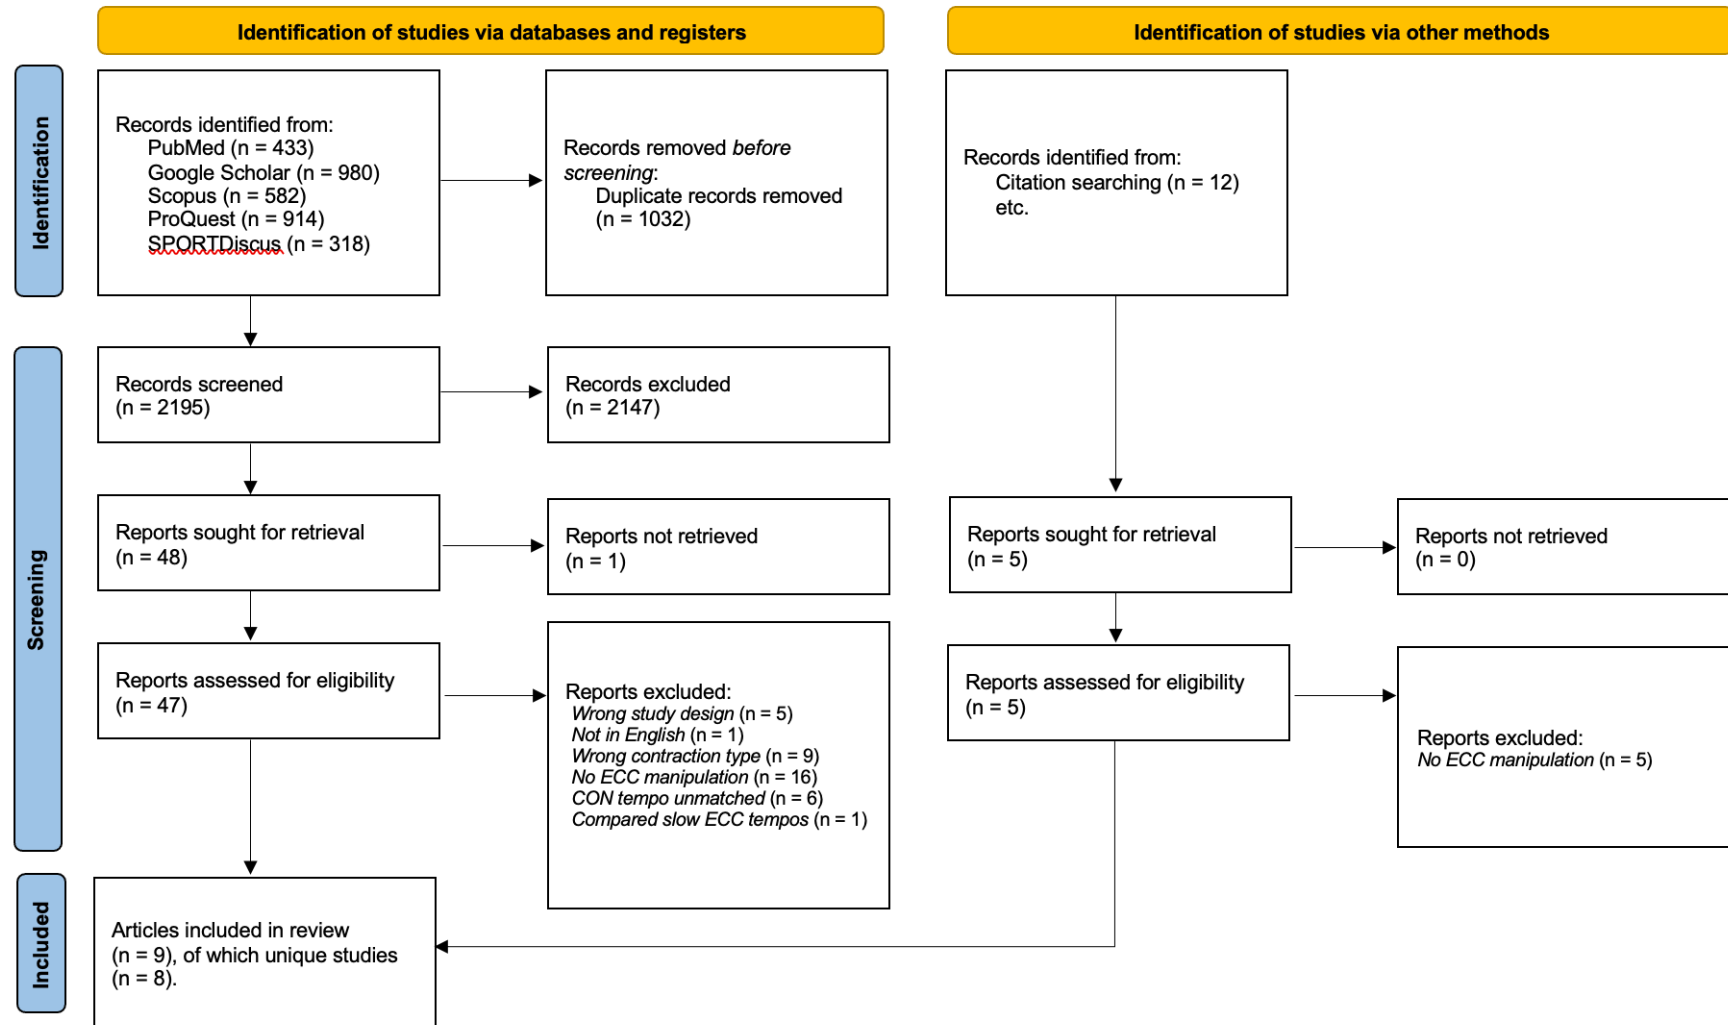 Identification of studies via databases and registers
Identification of studies via other methods
Identification
Records identified from:
PubMed (n = 433)
Google Scholar (n = 980)
Scopus (n = 582)
ProQuest (n = 914)
SPORTDiscus (n = 318)
Records removed before
screening:
Duplicate records removed
(n = 1032)
Records identified from:
Citation searching (n = 12)
etc.
Screening
Records screened
(n = 2195)
Records excluded
(n = 2147)
Reports sought for retrieval
(n = 48)
Reports not retrieved
(n = 1)
Reports sought for retrieval
(n = 5)
Reports not retrieved
(n = 0)
Reports assessed for eligibility
(n = 47)
Reports excluded:
Wrong study design (n = 5)
Not in English (n = 1)
Wrong contraction type (n = 9)
No ECC manipulation (n = 16)
CON tempo unmatched (n = 6)
Compared slow ECC tempos (n = 1)
Reports assessed for eligibility
(n = 5)
Reports excluded:
No ECC manipulation (n = 5)
Included
Articles included in review
(n = 9), of which unique studies
(n = 8).